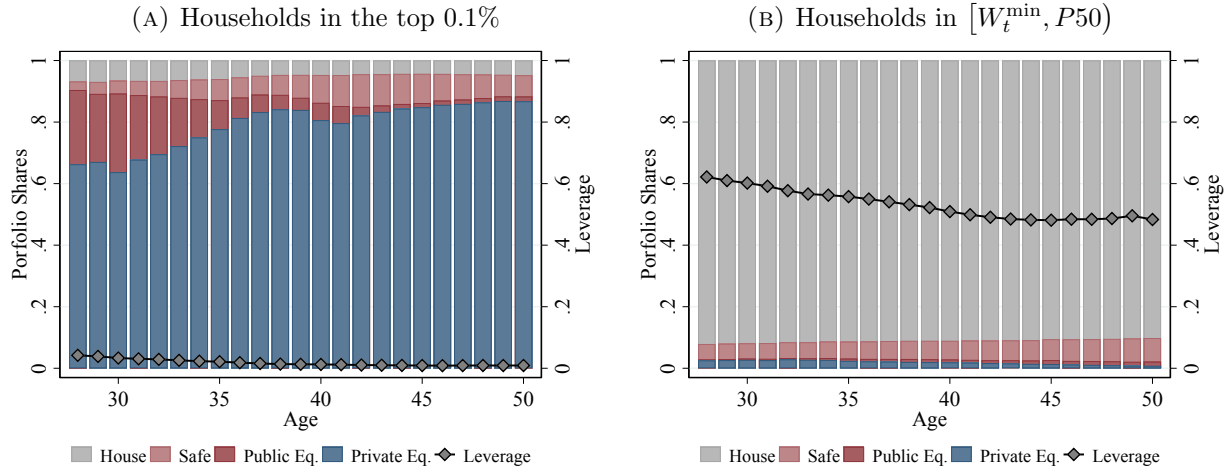 (A) Households in the top 0.1%
Porfolio Shares
0 .2 .4 .6 .8 1
0 .2 .4 .6 .8 1
Leverage
30 35 40 45 50
Age
House Safe Public Eq. Private Eq. Leverage
(B) Households in [W_t^min, P50)
Porfolio Shares
0 .2 .4 .6 .8 1
0 .2 .4 .6 .8 1
Leverage
30 35 40 45 50
Age
House Safe Public Eq. Private Eq. Leverage